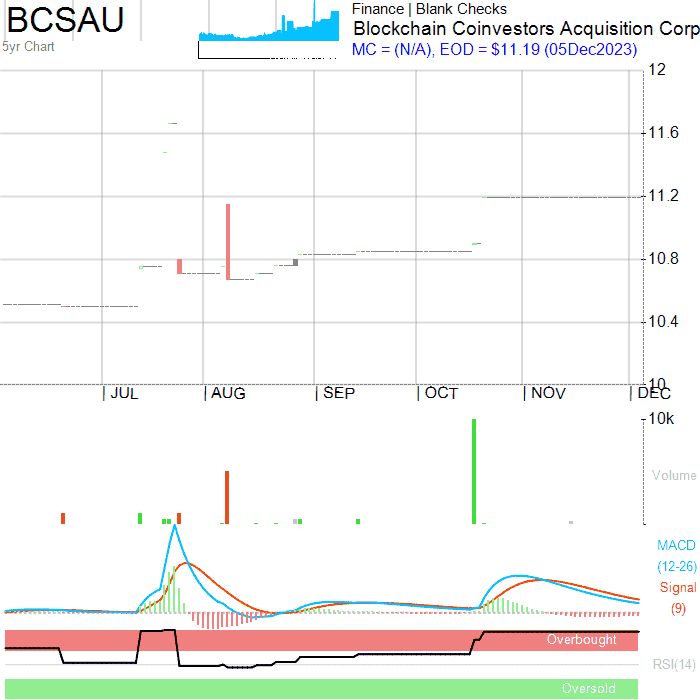 BCSAU
5yr Chart
Finance | Blank Checks
Blockchain Coinvestors Acquisition Corp
MC = (N/A), EOD = $11.19 (05Dec2023)
12
11.6
11.2
10.8
10.4
10
| JUL | AUG | SEP | OCT | NOV | DEC
10k
Volume
MACD
(12-26)
Signal
(9)
Overbought
RSI(14)
Oversold